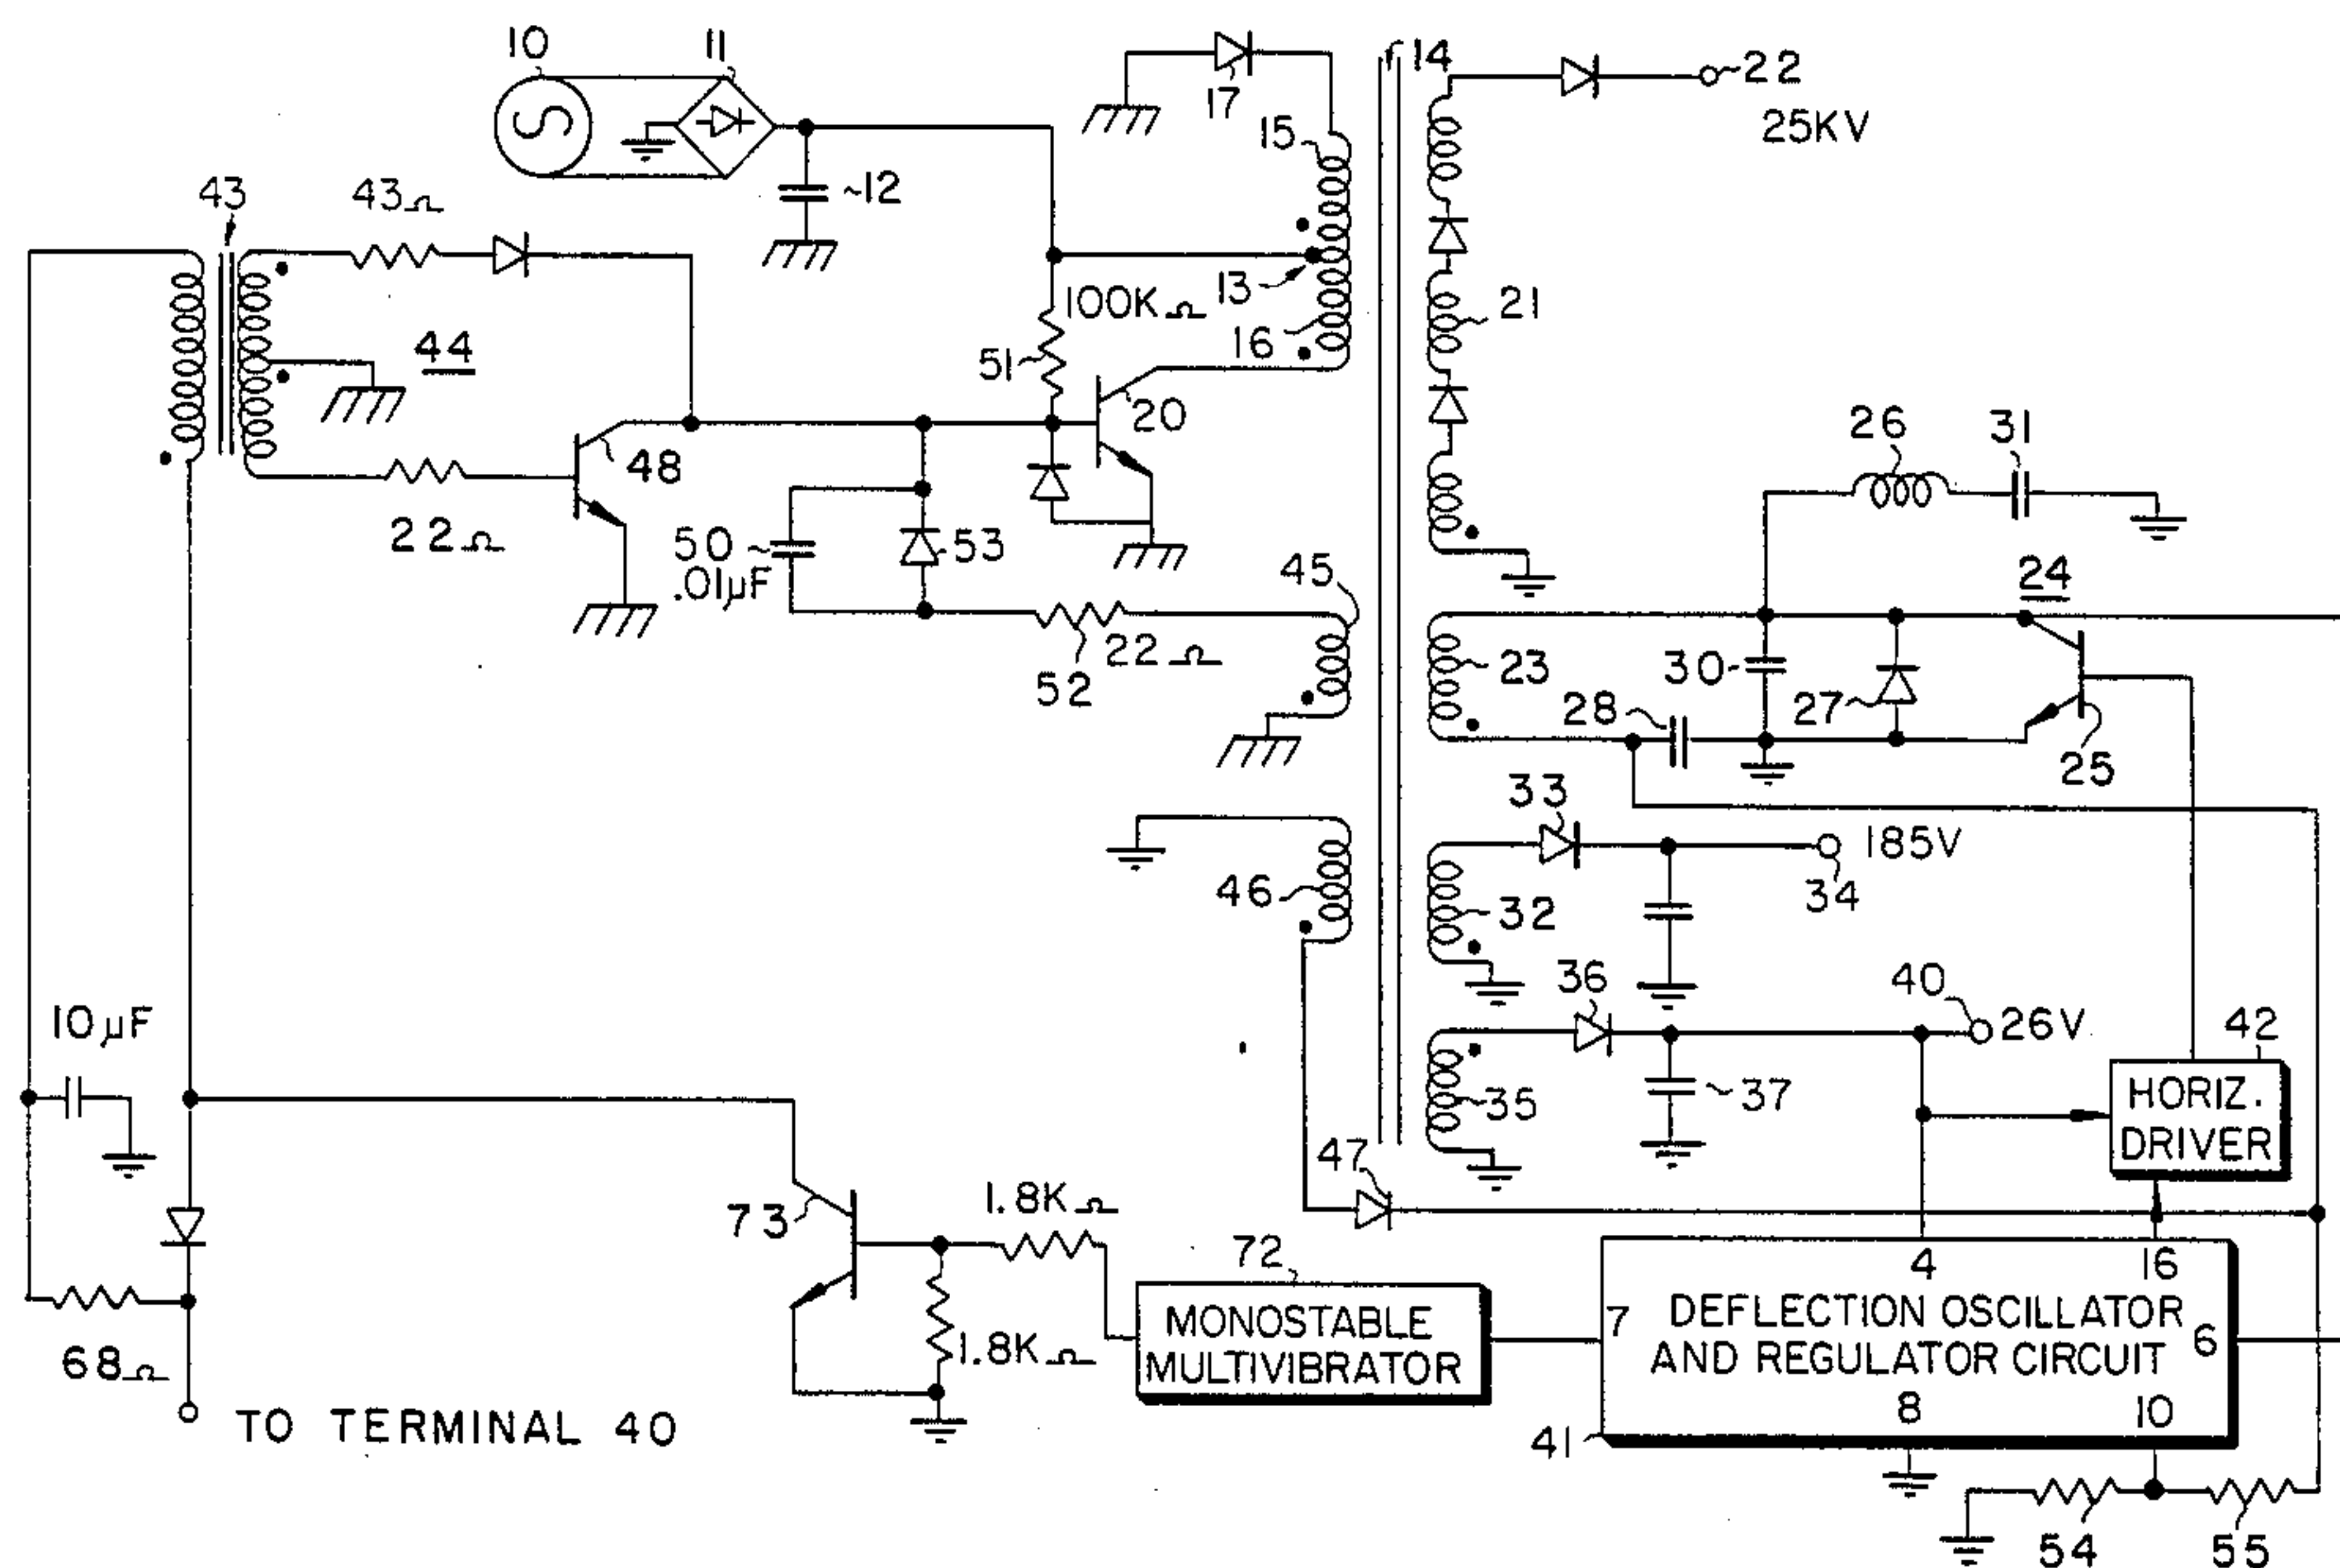 10
11
14
22
25KV
17
15
~12
43
43Ω
13
100KΩ
16
21
44
51
20
26
31
48
22Ω
50
.01µF
53
45
24
52
22Ω
30
23
28
27
25
33
185V
34
46
32
36
40
26V
42
10µF
37
35
HORIZ.
DRIVER
47
73
1.8KΩ
72
4
16
7
MONOSTABLE
MULTIVIBRATOR
DEFLECTION OSCILLATOR
AND REGULATOR CIRCUIT
6
68Ω
1.8KΩ
8
10
TO TERMINAL 40
41
54
55